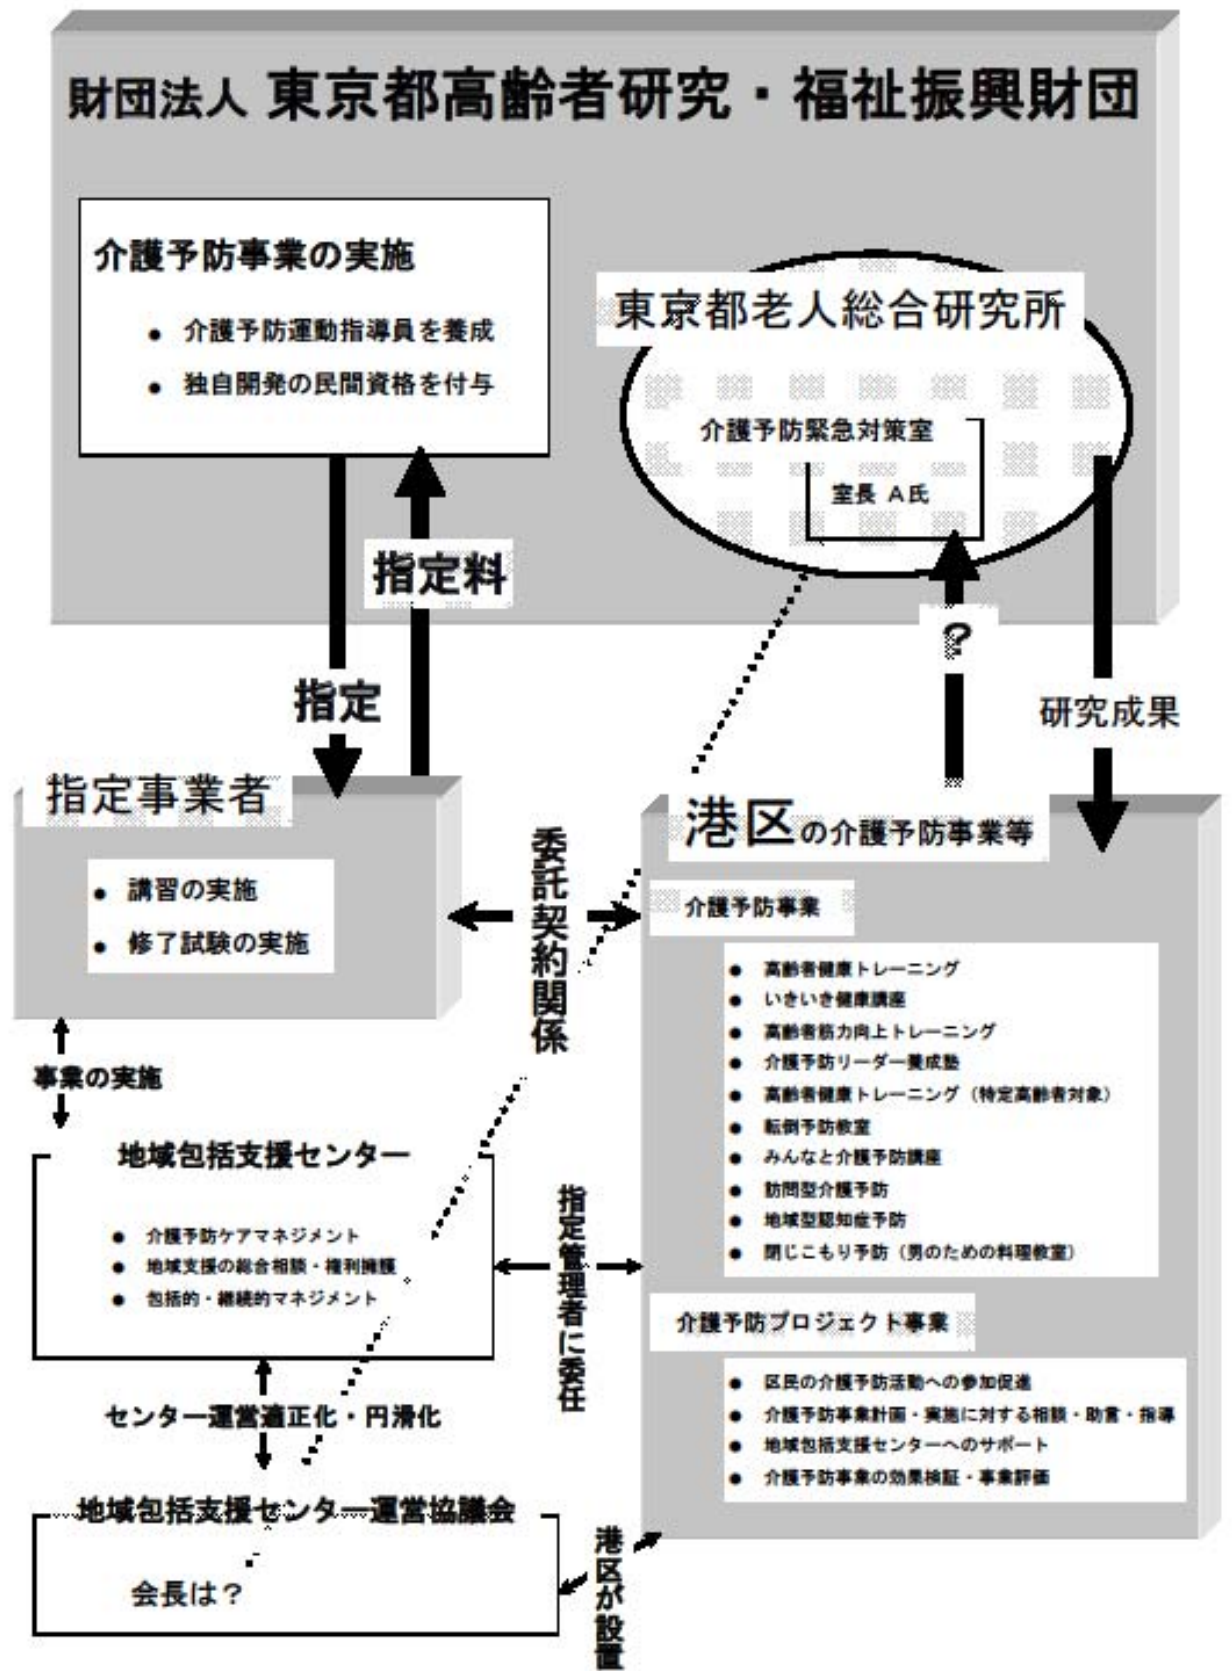 財団法人 東京都高齢者研究・福祉振興財団
介護予防事業の実施
● 介護予防運動指導員を養成
● 独自開発の民間資格を付与
東京都老人総合研究所
介護予防緊急対策室
室長 A氏
指定料
指定
?
研究成果
指定事業者
● 講習の実施
● 修了試験の実施
委託契約関係
港区の介護予防事業等
介護予防事業
● 高齢者健康トレーニング
● いきいき健康講座
● 高齢者筋力向上トレーニング
● 介護予防リーダー養成塾
● 高齢者健康トレーニング(特定高齢者対象)
● 転倒予防教室
● みんなと介護予防講座
● 訪問型介護予防
● 地域型認知症予防
● 閉じこもり予防(男のための料理教室)
介護予防プロジェクト事業
● 区民の介護予防活動への参加促進
● 介護予防事業計画・実施に対する相談・助言・指導
● 地域包括支援センターへのサポート
● 介護予防事業の効果検証・事業評価
事業の実施
地域包括支援センター
● 介護予防ケアマネジメント
● 地域支援の総合相談・権利擁護
● 包括的・継続的マネジメント
指定管理者に委任
センター運営適正化・円滑化
地域包括支援センター運営協議会
会長は?
港区が設置